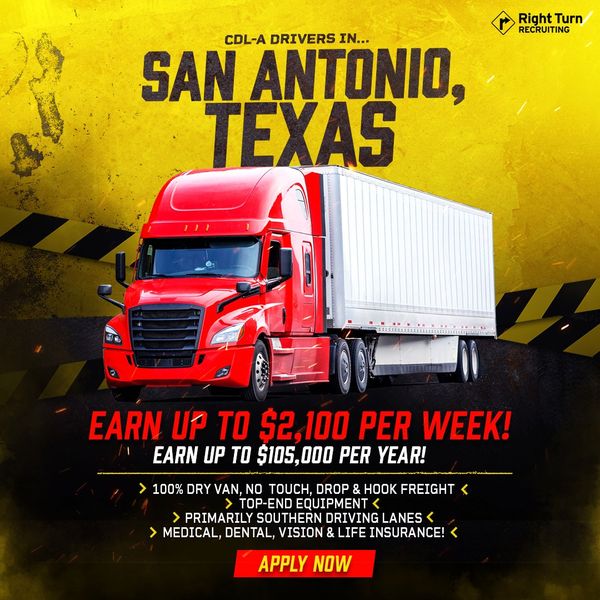 Right Turn
RECRUITING
CDL-A DRIVERS IN...
SAN ANTONIO,
TEXAS
EARN UP TO $2,100 PER WEEK!
EARN UP TO $105,000 PER YEAR!
100% DRY VAN, NO TOUCH, DROP & HOOK FREIGHT
TOP-END EQUIPMENT
PRIMARILY SOUTHERN DRIVING LANES
MEDICAL, DENTAL, VISION & LIFE INSURANCE!
APPLY NOW